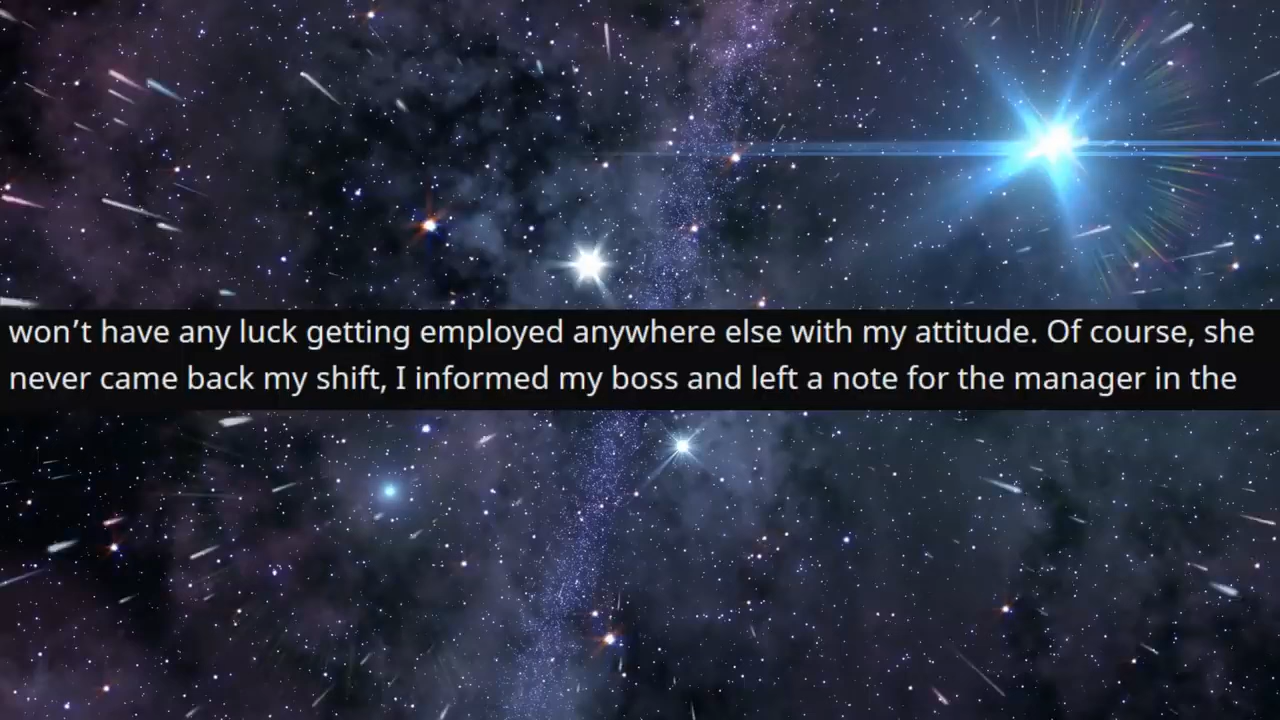 won’t have any luck getting employed anywhere else with my attitude. Of course, she
never came back my shift, I informed my boss and left a note for the manager in the